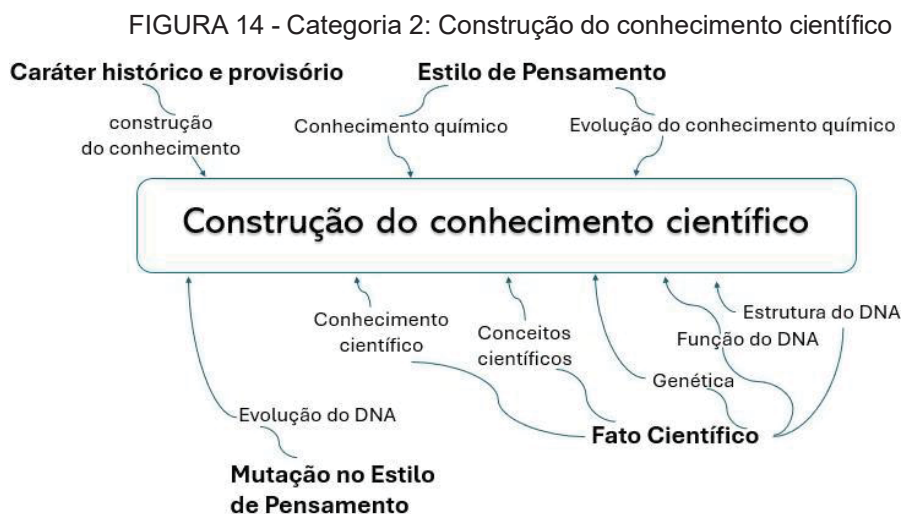 FIGURA 14 - Categoria 2: Construção do conhecimento científico
Caráter histórico e provisório
Estilo de Pensamento
construção
do conhecimento
Conhecimento químico
Evolução do conhecimento químico
Construção do conhecimento científico
Conhecimento
científico
Conceitos
científicos
Estrutura do DNA
Função do DNA
Genética
Evolução do DNA
Fato Científico
Mutação no Estilo
de Pensamento